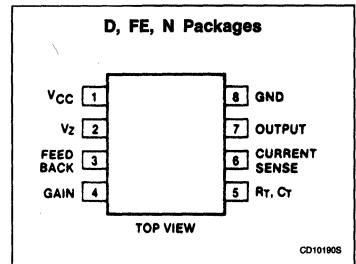 D, FE, N Packages
VCC 1
8 GND
VZ 2
7 OUTPUT
FEED
BACK 3
6 CURRENT
SENSE
GAIN 4
5 RT, CT
TOP VIEW
CD10190S